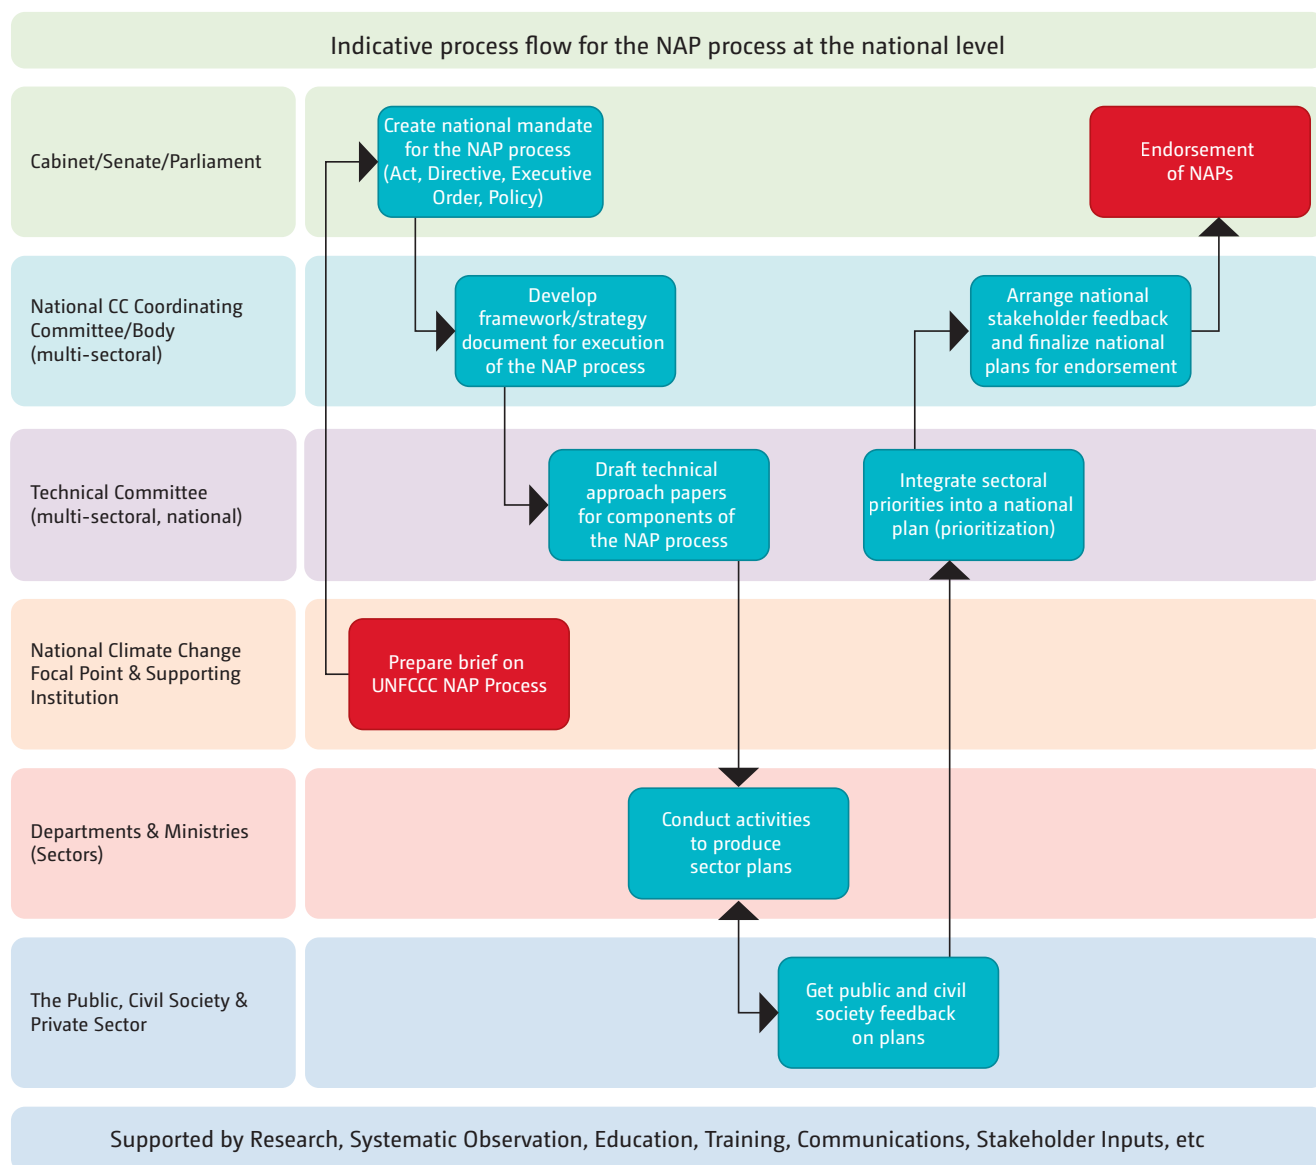 Indicative process flow for the NAP process at the national level
Cabinet/Senate/Parliament
Create national mandate
for the NAP process
(Act, Directive, Executive
Order, Policy)
Endorsement
of NAPs
National CC Coordinating
Committee/Body
(multi-sectoral)
Develop
framework/strategy
document for execution
of the NAP process
Arrange national
stakeholder feedback
and finalize national
plans for endorsement
Technical Committee
(multi-sectoral, national)
Draft technical
approach papers
for components of
the NAP process
Integrate sectoral
priorities into a national
plan (prioritization)
National Climate Change
Focal Point & Supporting
Institution
Prepare brief on
UNFCCC NAP Process
Departments & Ministries
(Sectors)
Conduct activities
to produce
sector plans
The Public, Civil Society &
Private Sector
Get public and civil
society feedback
on plans
Supported by Research, Systematic Observation, Education, Training, Communications, Stakeholder Inputs, etc